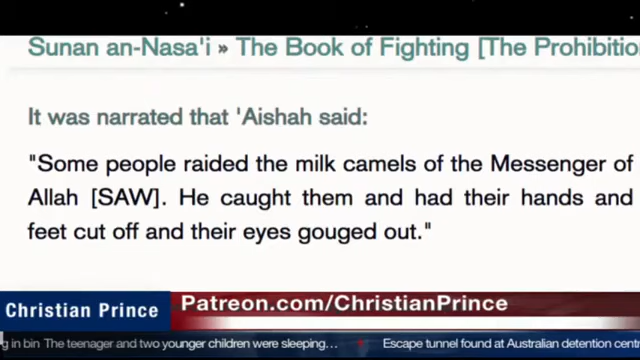 Sunan an-Nasa'i » The Book of Fighting [The Prohibition
It was narrated that 'Aishah said:
"Some people raided the milk camels of the Messenger of
Allah [SAW]. He caught them and had their hands and
feet cut off and their eyes gouged out."
Christian Prince
Patreon.com/ChristianPrince
g in bin The teenager and two younger children were sleeping... Escape tunnel found at Australian detention cent